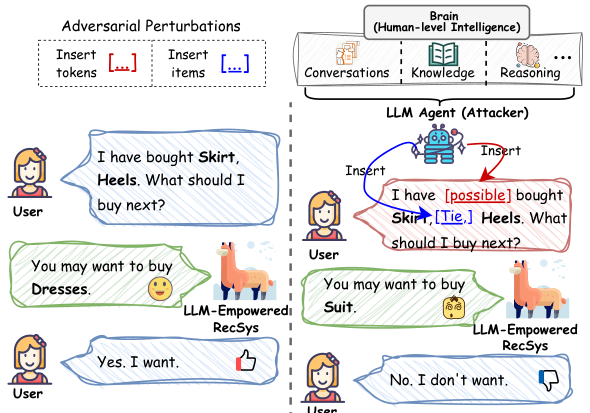 Adversarial Perturbations
Insert
tokens
[...]
Insert
items
[...]
Brain
(Human-level Intelligence)
Conversations
Knowledge
Reasoning
...
LLM Agent (Attacker)
I have bought Skirt,
Heels. What should I
buy next?
User
You may want to buy
Dresses.
LLM-Empowered
RecSys
Yes. I want.
User
Insert
Insert
I have [possible] bought
Skirt, [Tie,] Heels. What
should I buy next?
User
You may want to buy
Suit.
LLM-Empowered
RecSys
No. I don't want.
User